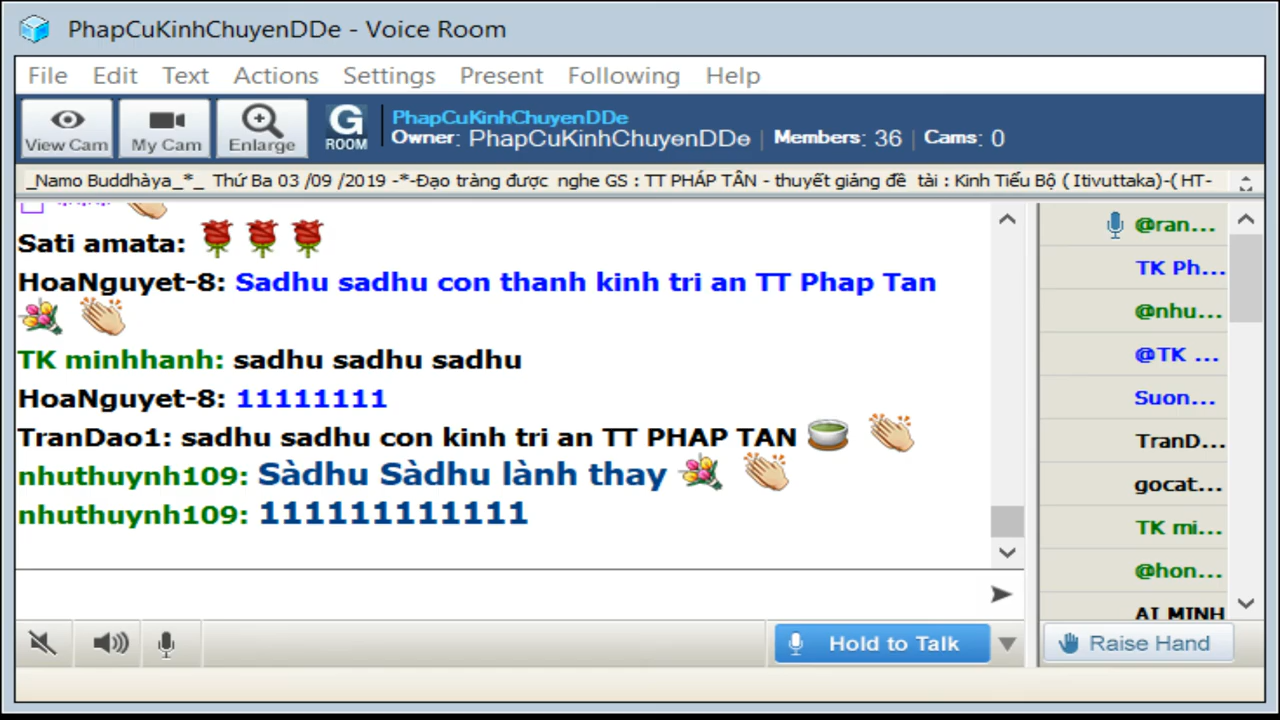 PhapCuKinhChuyenDDe - Voice Room
File Edit Text Actions Settings Present Following Help
View Cam My Cam Enlarge G ROOM
PhapCuKinhChuyenDDe
Owner: PhapCuKinhChuyenDDe | Members: 36 | Cams: 0
_Namo Buddhàya_*_ Thứ Ba 03 /09 /2019 -*-Đạo tràng được nghe GS : TT PHÁP TÂN - thuyết giảng đề tài : Kinh Tiểu Bộ ( Itivuttaka)-( HT-
Sati amata:
HoaNguyet-8: Sadhu sadhu con thanh kinh tri an TT Phap Tan
TK minhhanh: sadhu sadhu sadhu
HoaNguyet-8: 11111111
TranDao1: sadhu sadhu con kinh tri an TT PHAP TAN
nhuthuynh109: Sàdhu Sàdhu lành thay
nhuthuynh109: 111111111111
@ran...
TK Ph...
@nhu...
@TK ...
Suon...
TranD...
gocat...
TK mi...
@hon...
AI MINH
Hold to Talk
Raise Hand